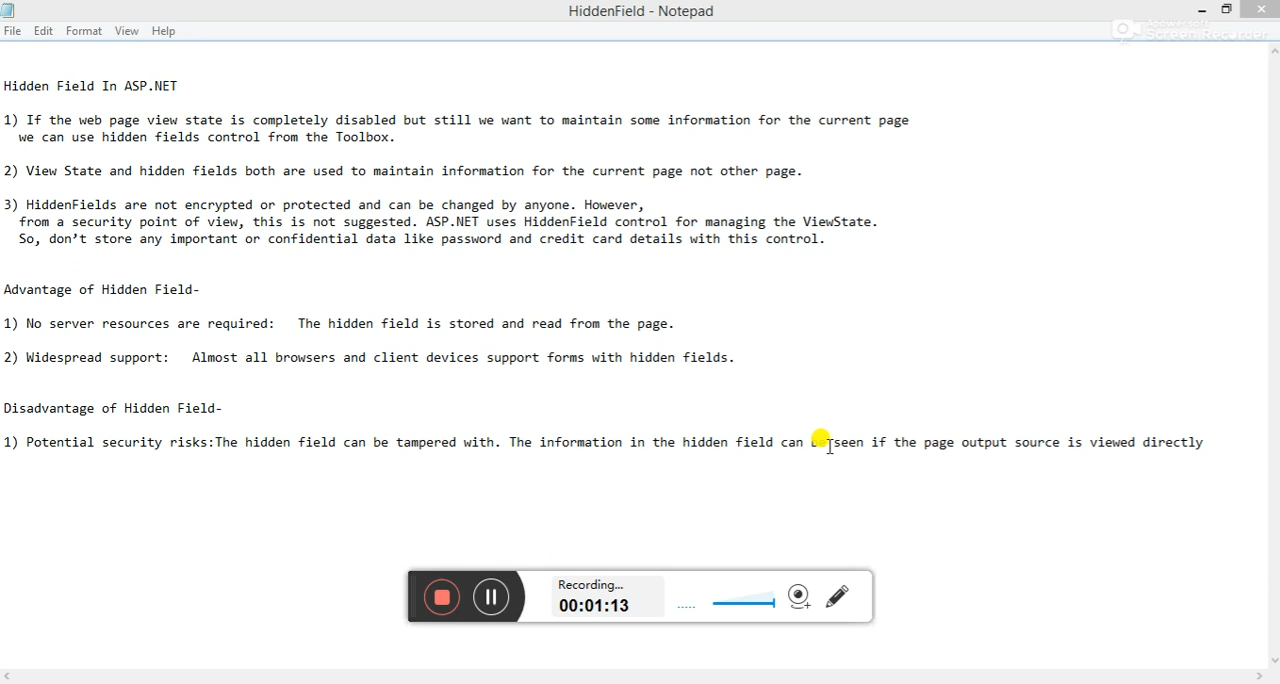 HiddenField - Notepad
File Edit Format View Help
Apowersoft
Screen Recorder
Hidden Field In ASP.NET
1) If the web page view state is completely disabled but still we want to maintain some information for the current page
we can use hidden fields control from the Toolbox.
2) View State and hidden fields both are used to maintain information for the current page not other page.
3) HiddenFields are not encrypted or protected and can be changed by anyone. However,
from a security point of view, this is not suggested. ASP.NET uses HiddenField control for managing the ViewState.
So, don’t store any important or confidential data like password and credit card details with this control.
Advantage of Hidden Field-
1) No server resources are required: The hidden field is stored and read from the page.
2) Widespread support: Almost all browsers and client devices support forms with hidden fields.
Disadvantage of Hidden Field-
1) Potential security risks:The hidden field can be tampered with. The information in the hidden field can be seen if the page output source is viewed directly
Recording...
00:01:13